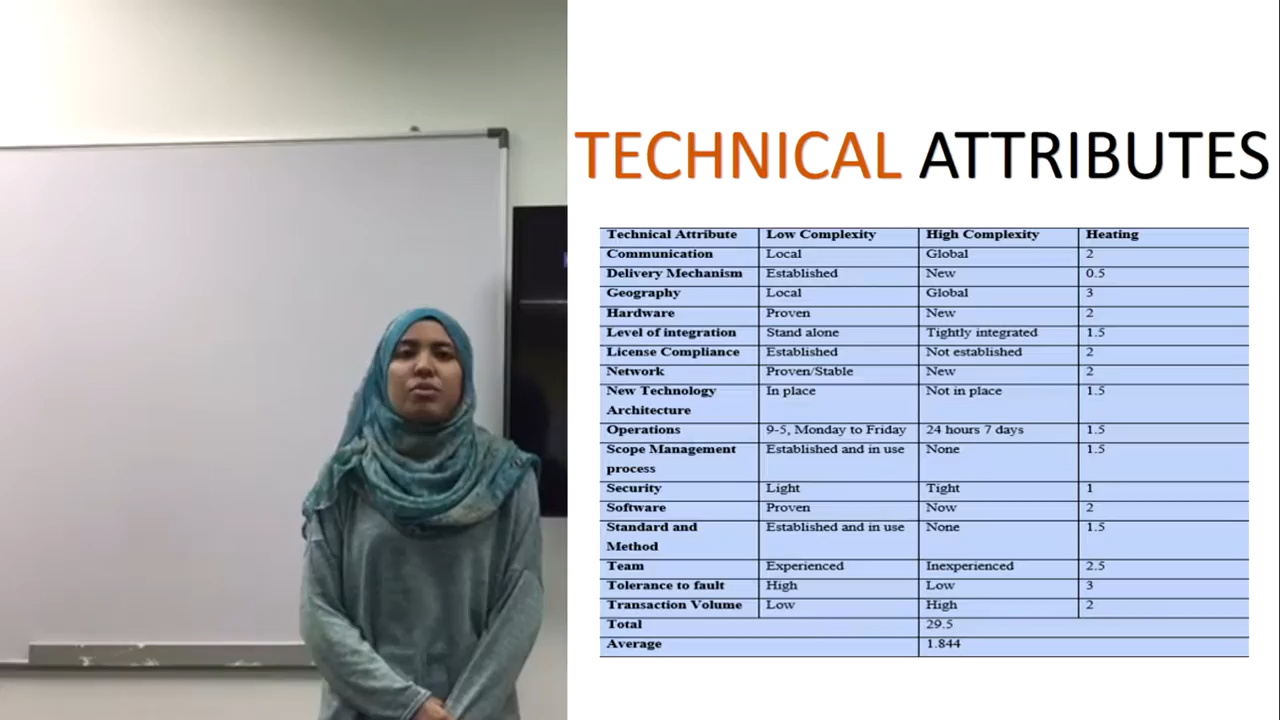 TECHNICAL ATTRIBUTES
Technical Attribute Low Complexity High Complexity Heating
Communication Local Global 2
Delivery Mechanism Established New 0.5
Geography Local Global 3
Hardware Proven New 2
Level of integration Stand alone Tightly integrated 1.5
License Compliance Established Not established 2
Network Proven/Stable New 2
New Technology In place Not in place 1.5
Architecture
Operations 9-5, Monday to Friday 24 hours 7 days 1.5
Scope Management Established and in use None 1.5
process
Security Light Tight 1
Software Proven Now 2
Standard and Established and in use None 1.5
Method
Team Experienced Inexperienced 2.5
Tolerance to fault High Low 3
Transaction Volume Low High 2
Total 29.5
Average 1.844